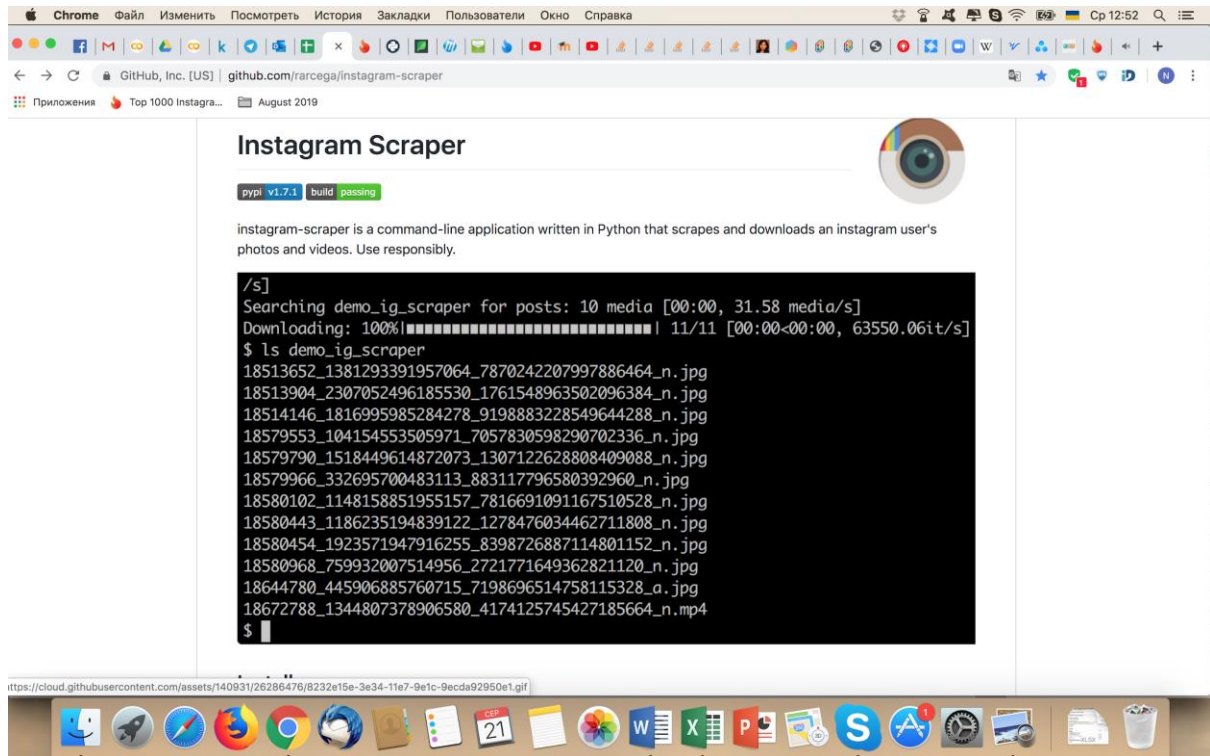 Chrome Файл Изменить Посмотреть История Закладки Пользователи Окно Справка
Ср 12:52
GitHub, Inc. [US] | github.com/rarcega/instagram-scraper
Приложения Top 1000 Instagra... August 2019
Instagram Scraper
pypi v1.7.1 build passing
instagram-scraper is a command-line application written in Python that scrapes and downloads an instagram user's
photos and videos. Use responsibly.
/s]
Searching demo_ig_scraper for posts: 10 media [00:00, 31.58 media/s]
Downloading: 100%|■■■■■■■■■■■■■■■■■■■■■■■■■■■| 11/11 [00:00<00:00, 63550.06it/s]
$ ls demo_ig_scraper
18513652_1381293391957064_7870242207997886464_n.jpg
18513904_2307052496185530_1761548963502096384_n.jpg
18514146_1816995985284278_9198883228549644288_n.jpg
18579553_104154553505971_7057830598290702336_n.jpg
18579790_1518449614872073_1307122628808409088_n.jpg
18579966_332695700483113_883117796580392960_n.jpg
18580102_1148158851955157_7816691091167510528_n.jpg
18580443_1186235194839122_1278476034462711808_n.jpg
18580454_1923571947916255_8398726887114801152_n.jpg
18580968_759932007514956_2721771649362821120_n.jpg
18644780_445906885760715_7198696514758115328_a.jpg
18672788_1344807378906580_4174125745427185664_n.mp4
$
ttps://cloud.githubusercontent.com/assets/140931/26286476/8232e15e-3e34-11e7-9e1c-9ecda92950e1.gif
СЕР
21
1